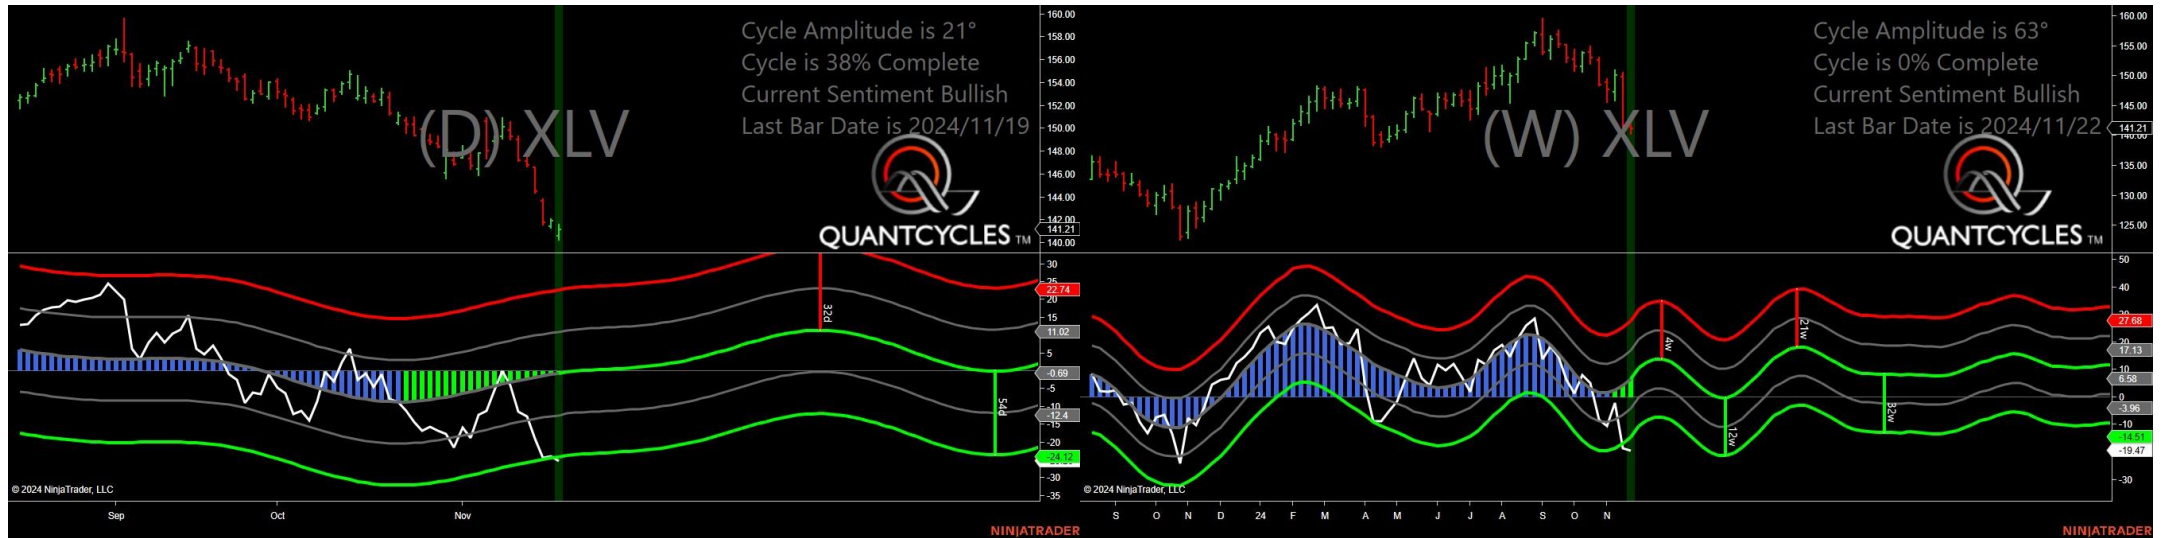 Cycle Amplitude is 21°
Cycle is 38% Complete
Current Sentiment Bullish
Last Bar Date is 2024/11/19
(D) XLV
QUANTCYCLES TM
160.00
158.00
156.00
154.00
152.00
150.00
148.00
146.00
144.00
142.00
141.21
140.00
30
25
22.74
20
15
11.02
5
-0.69
-5
-10
-12.4
-15
-20
-24.12
-30
-35
32d
54d
© 2024 NinjaTrader, LLC
Sep Oct Nov
NINJATRADER
Cycle Amplitude is 63°
Cycle is 0% Complete
Current Sentiment Bullish
Last Bar Date is 2024/11/22
(W) XLV
QUANTCYCLES TM
160.00
155.00
150.00
145.00
141.21
140.00
135.00
130.00
125.00
50
40
27.68
20
17.13
6.58
0
-3.96
-10
-14.51
-19.47
-30
4w
12w
21w
32w
© 2024 NinjaTrader, LLC
S O N D 24 F M A M J J A S O N
NINJATRADER